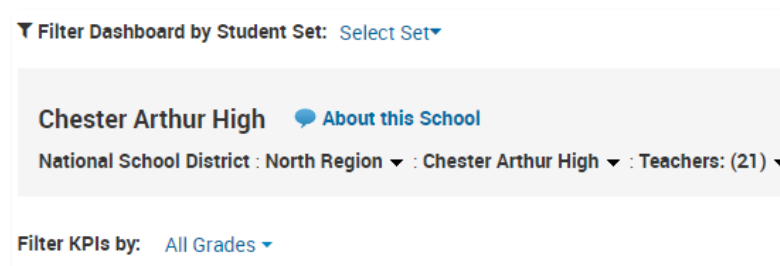 Filter Dashboard by Student Set: Select Set
Chester Arthur High About this School
National School District : North Region : Chester Arthur High : Teachers: (21)
Filter KPIs by: All Grades